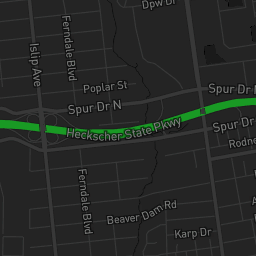 Dpw Dr
Ferndale Blvd
Islip Ave
Poplar St
Spur Dr N
Spur Dr
Heckscher State Pkwy
Spur Dr
Ferndale Blvd
Beaver Dam Rd
Karp Dr